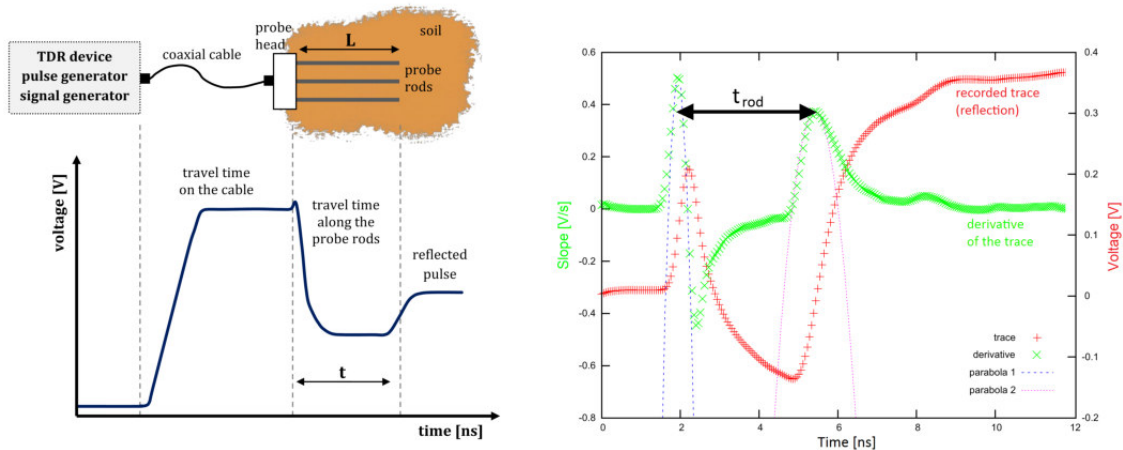 TDR device
pulse generator
signal generator
coaxial cable
probe
head
L
soil
probe
rods
voltage [V]
travel time
on the cable
travel time
along the
probe rods
reflected
pulse
t
time [ns]
Slope [V/s]
0.6
0.4
0.2
0
-0.2
-0.4
-0.6
-0.8
t rod
recorded trace
(reflection)
derivative
of the trace
trace
derivative
parabola 1
parabola 2
0 2 4 6 8 10 12
Time [ns]
0.4
0.3
0.2
0.1
0
-0.1
-0.2
Voltage [V]